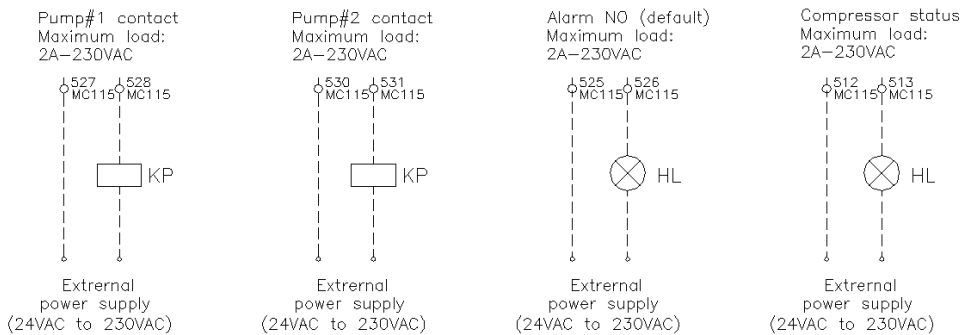 Pump#1 contact
Maximum load:
2A-230VAC
527 528
MC115 MC115
KP
Extrernal
power supply
(24VAC to 230VAC)
Pump#2 contact
Maximum load:
2A-230VAC
530 531
MC115 MC115
KP
Extrernal
power supply
(24VAC to 230VAC)
Alarm NO (default)
Maximum load:
2A-230VAC
525 526
MC115 MC115
HL
Extrernal
power supply
(24VAC to 230VAC)
Compressor status
Maximum load:
2A-230VAC
512 513
MC115 MC115
HL
Extrernal
power supply
(24VAC to 230VAC)